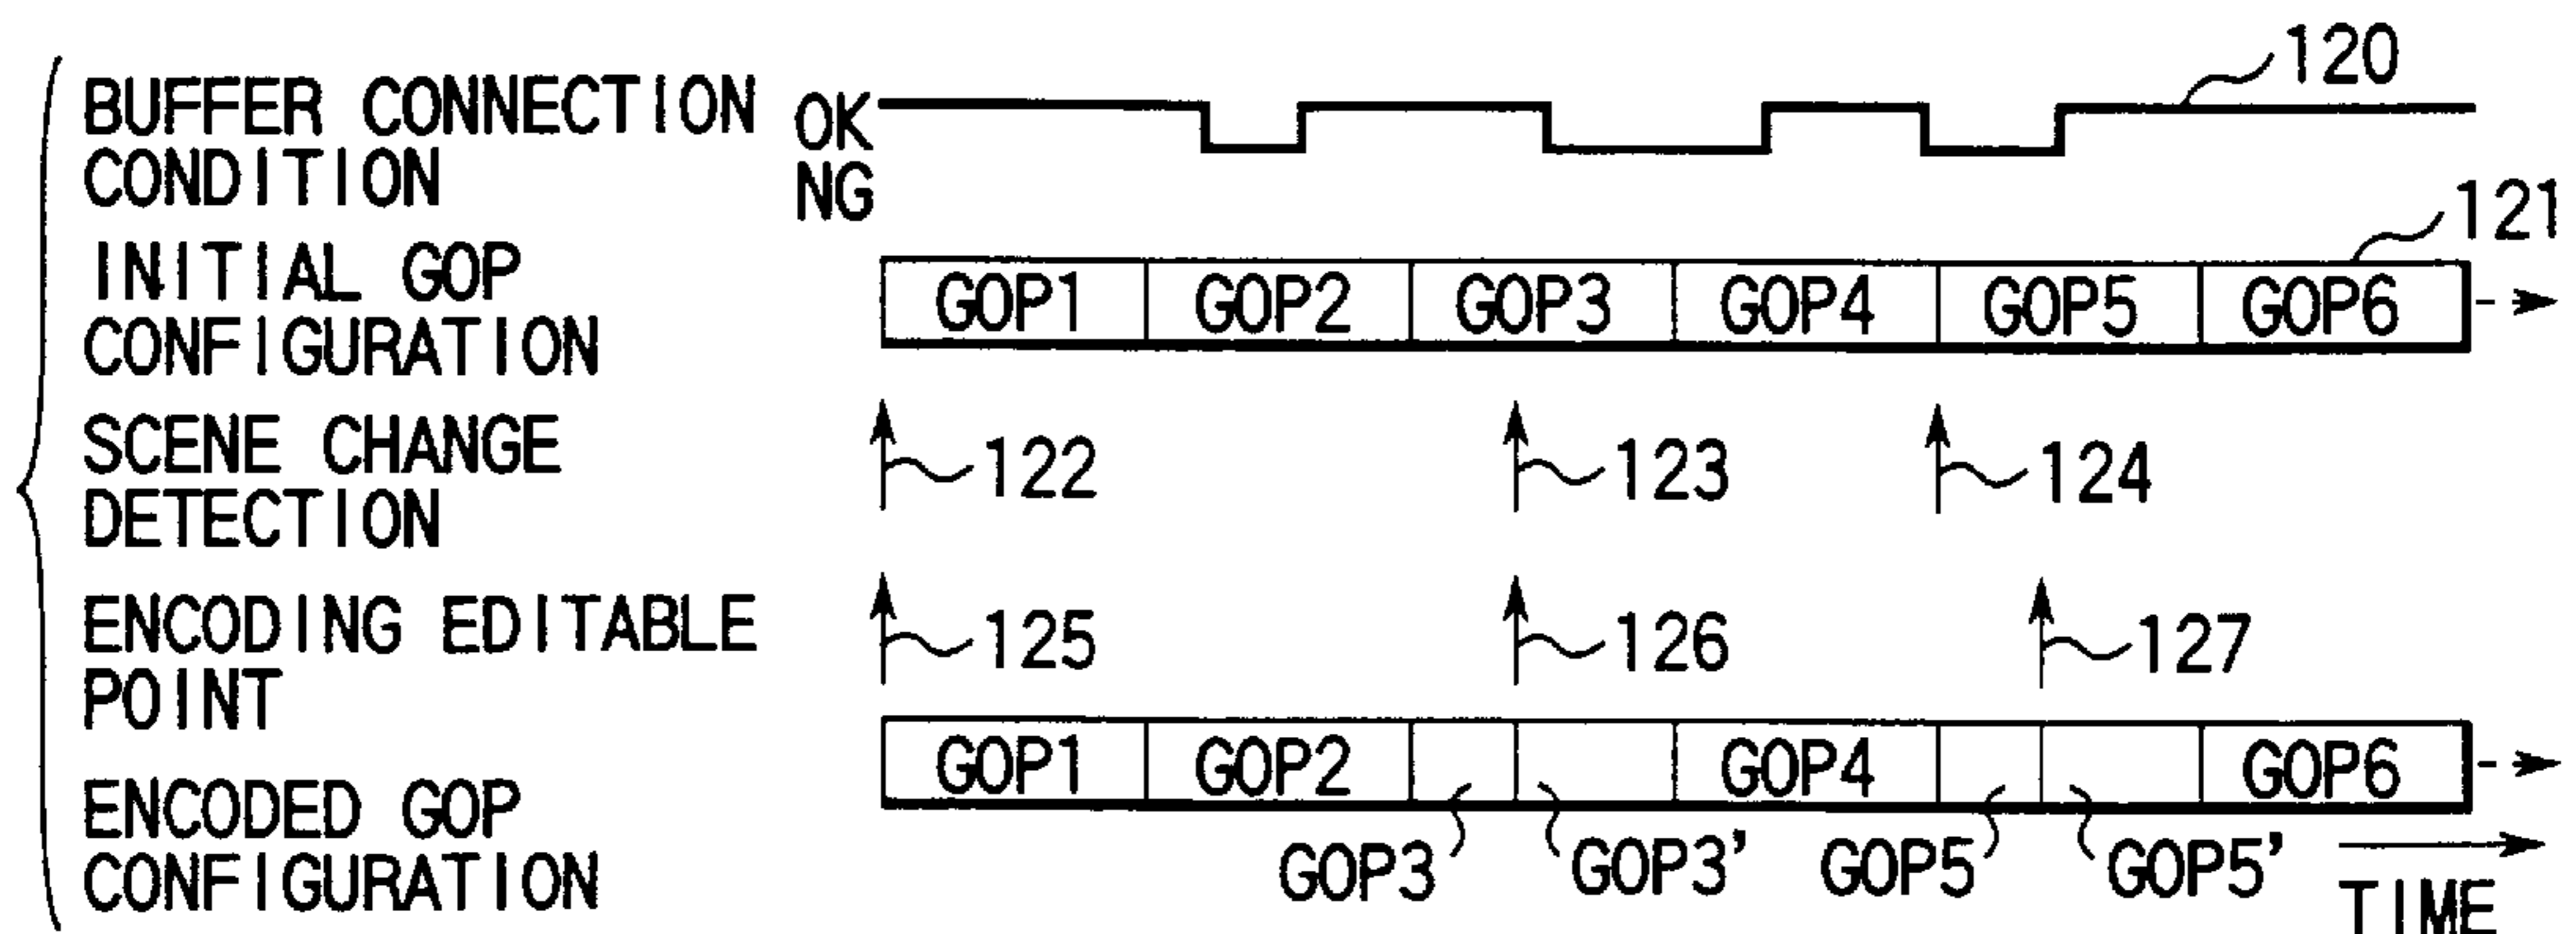 120
BUFFER CONNECTION
CONDITION
OK
NG
121
INITIAL GOP
CONFIGURATION
GOP1 GOP2 GOP3 GOP4 GOP5 GOP6
SCENE CHANGE
DETECTION
122 123 124
ENCODING EDITABLE
POINT
125 126 127
GOP1 GOP2 GOP4 GOP6
ENCODED GOP
CONFIGURATION
GOP3 GOP3' GOP5 GOP5'
TIME